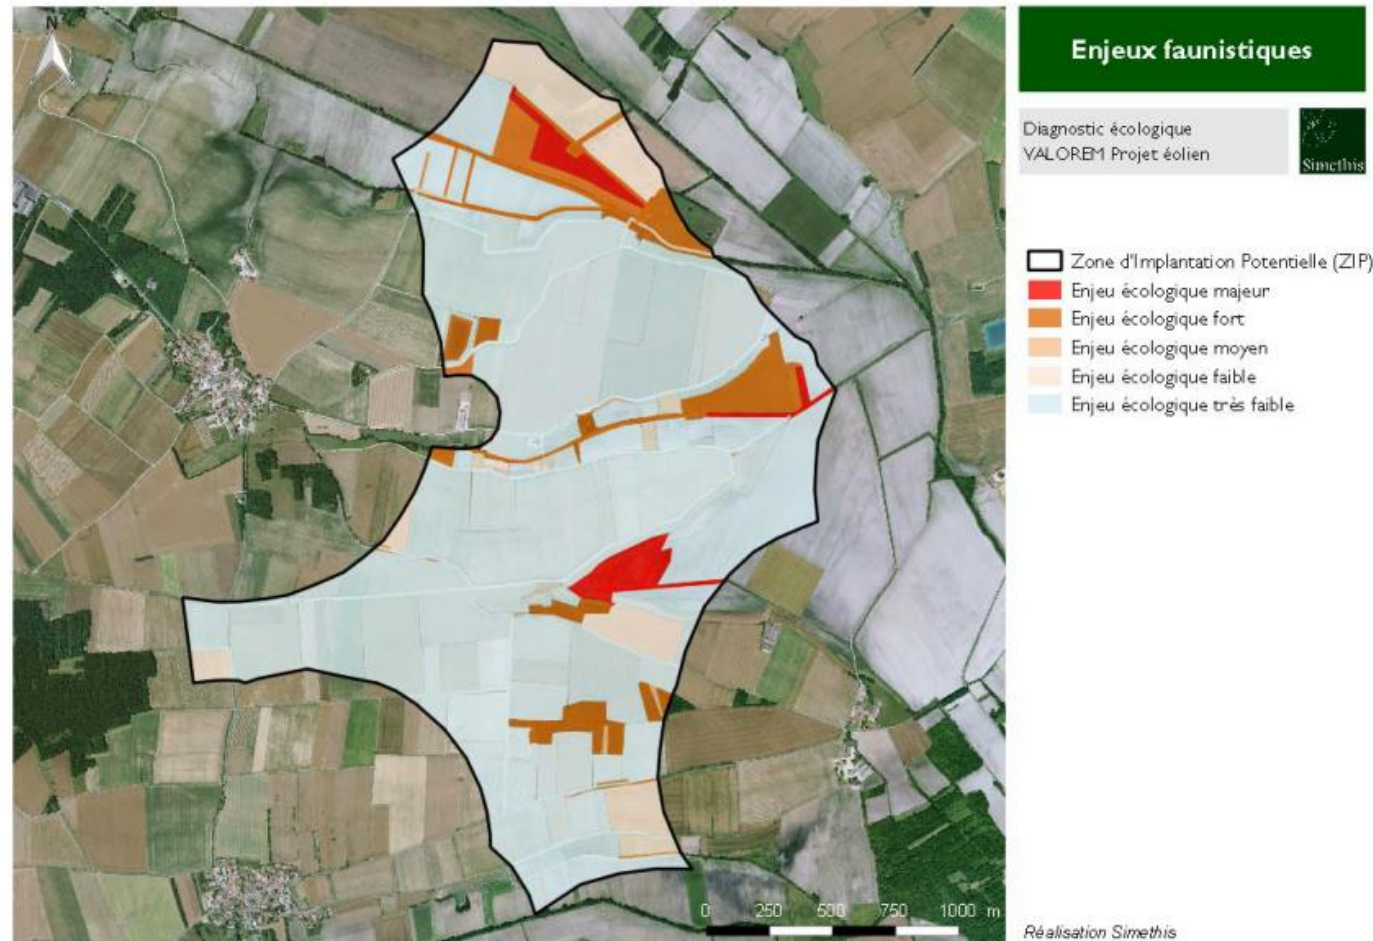 N
Enjeux faunistiques
Diagnostic écologique
VALOREM Projet éolien
Simethis
Zone d'Implantation Potentielle (ZIP)
Enjeu écologique majeur
Enjeu écologique fort
Enjeu écologique moyen
Enjeu écologique faible
Enjeu écologique très faible
0 250 500 750 1000 m
Réalisation Simethis